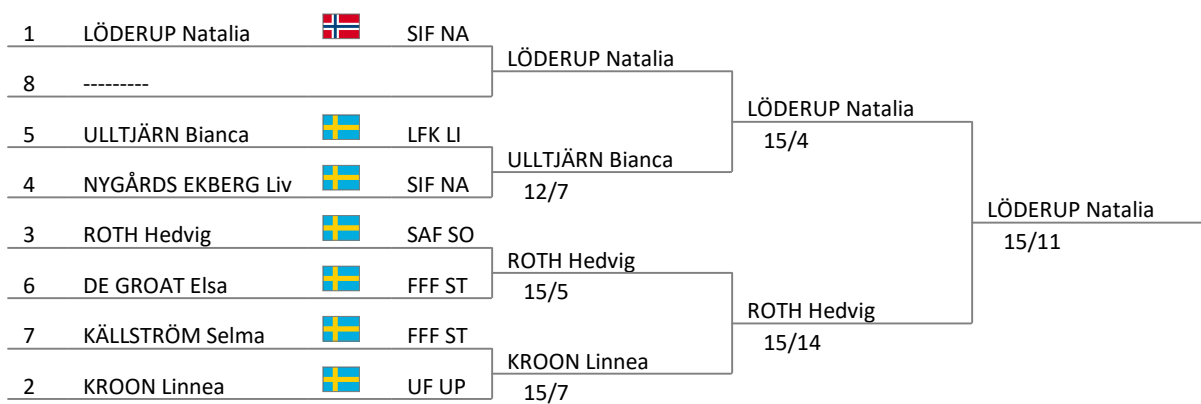 1 LÖDERUP Natalia SIF NA
LÖDERUP Natalia
8 ---------
LÖDERUP Natalia
15/4
5 ULLTJÄRN Bianca LFK LI
ULLTJÄRN Bianca
12/7
4 NYGÅRDS EKBERG Liv SIF NA
LÖDERUP Natalia
15/11
3 ROTH Hedvig SAF SO
ROTH Hedvig
15/5
6 DE GROAT Elsa FFF ST
ROTH Hedvig
15/14
7 KÄLLSTRÖM Selma FFF ST
KROON Linnea
15/7
2 KROON Linnea UF UP